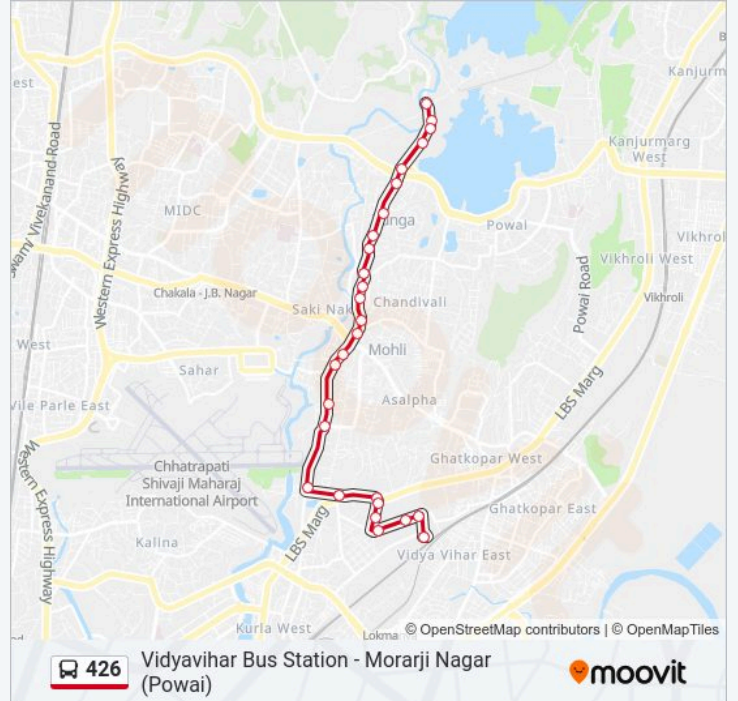 Kanjurm
Kanjurmarg
West
est
Swami Vivekanand Road
Western Express Highway
MIDC
unga
Powai
Vikhrol
Vikhroli West
Powai Road
Vikhroli
Chakala - J.B. Nagar
Saki Nak
Chandivali
West
Mohli
Sahar
Asalpha
LBS Marg
Vile Parle East
Ghatkopar West
Chhatrapati
Shivaji Maharaj
International Airport
Ghatkopar East
Western Express Highway
Kalina
LBS Marg
Vidya Vihar East
Kurla West
Lokma
© OpenStreetMap contributors | © OpenMapTiles
426
Vidyavihar Bus Station - Morarji Nagar
(Powai)
moovit